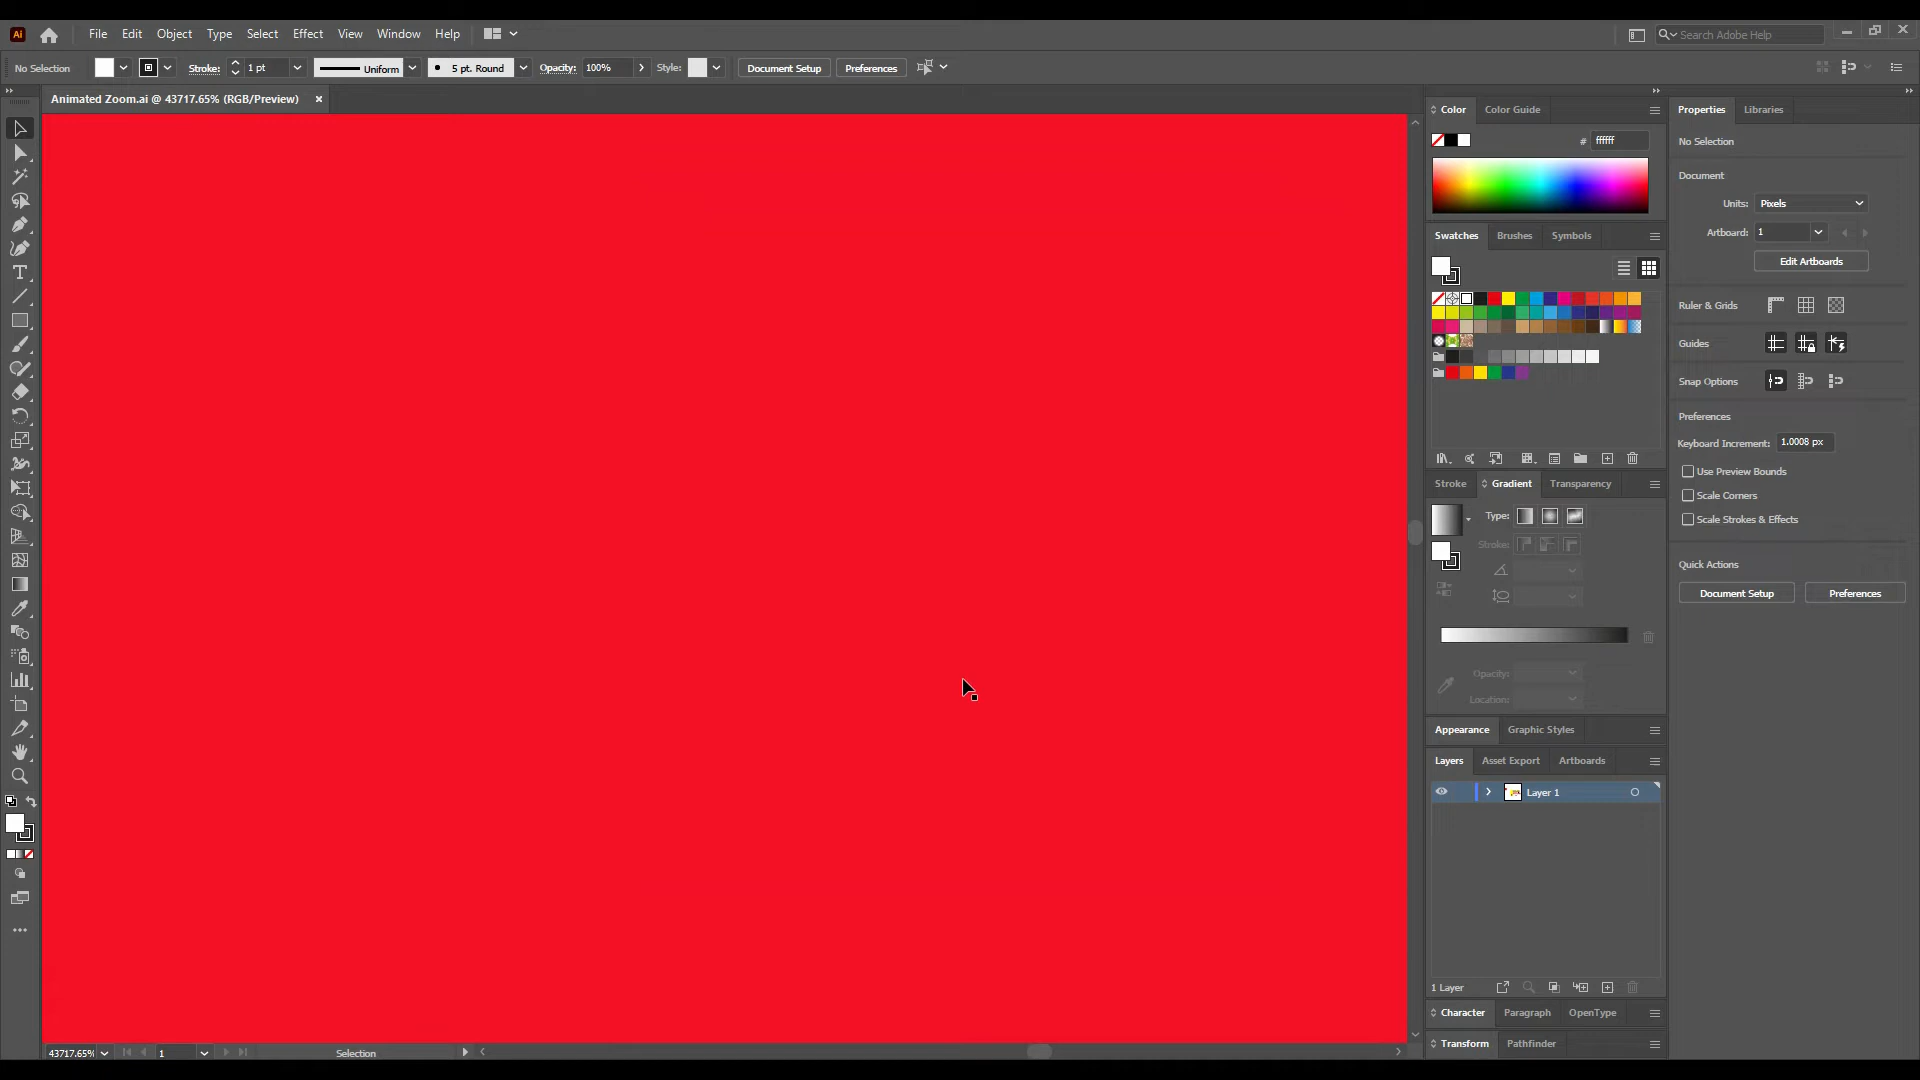 Ai
File Edit Object Type Select Effect View Window Help
Search Adobe Help
No Selection
Stroke: 1 pt
Uniform
5 pt. Round
Opacity: 100%
Style:
Document Setup
Preferences
Animated Zoom.ai @ 43717.65% (RGB/Preview)
Color Color Guide
# ffffff
Swatches Brushes Symbols
Stroke Gradient Transparency
Type:
Stroke:
Opacity:
Location:
Appearance Graphic Styles
Layers Asset Export Artboards
Layer 1
1 Layer
Character Paragraph OpenType
Transform Pathfinder
Properties Libraries
No Selection
Document
Units: Pixels
Artboard: 1
Edit Artboards
Ruler & Grids
Guides
Snap Options
Preferences
Keyboard Increment: 1.0008 px
Use Preview Bounds
Scale Corners
Scale Strokes & Effects
Quick Actions
Document Setup Preferences
43717.65% 1 Selection